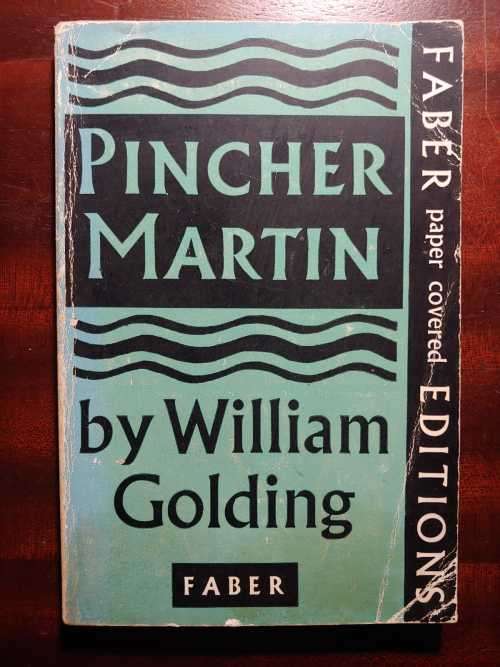 PINCHER
MARTIN
by William
Golding
FABER
FABER paper covered EDITIONS